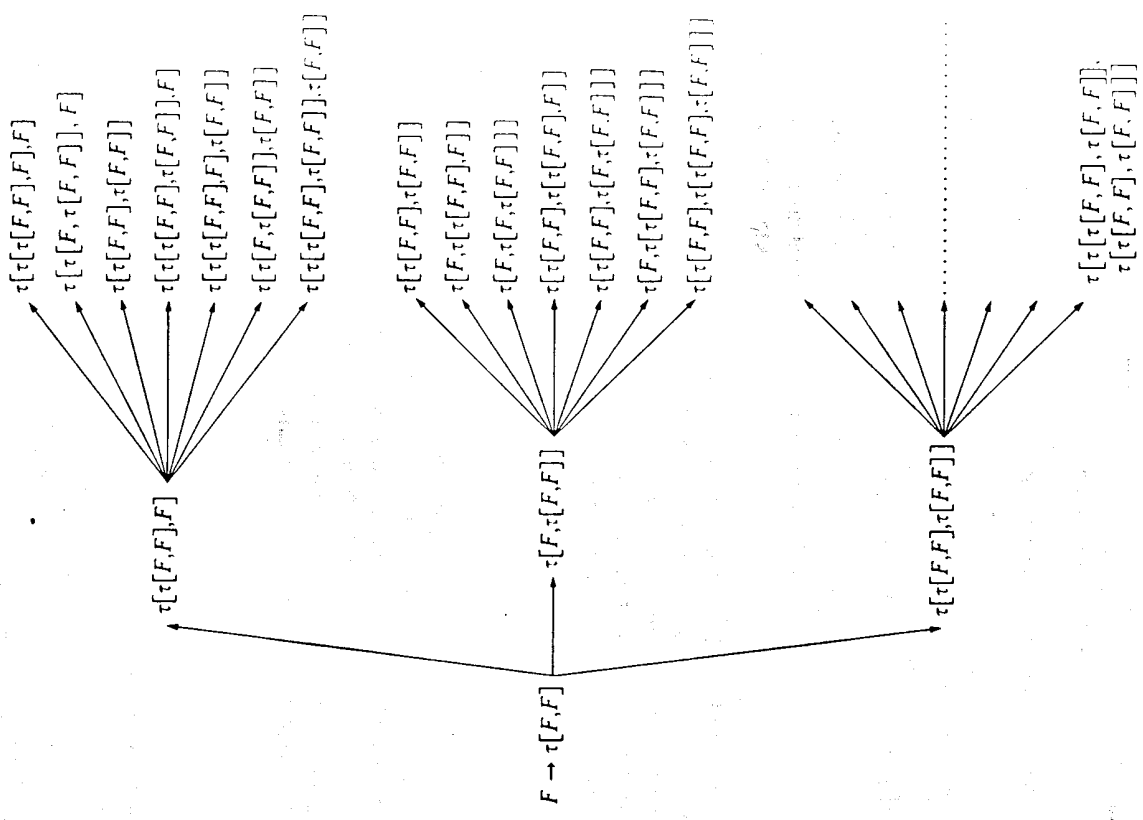 F → τ[F,F]
τ[τ[F,F],F]
τ[F,τ[F,F]]
τ[τ[F,F],τ[F,F]]
τ[τ[τ[F,F],F],F]
τ[τ[F,τ[F,F]],F]
τ[τ[F,F],τ[F,F]]
τ[τ[τ[F,F],τ[F,F]],F]
τ[τ[τ[F,F],F],τ[F,F]]
τ[τ[F,τ[F,F]],τ[F,F]]
τ[τ[τ[F,F],τ[F,F]],τ[F,F]]
τ[τ[F,F],τ[F,F]]
τ[F,τ[τ[F,F],F]]
τ[F,τ[F,τ[F,F]]]
τ[τ[F,F],τ[τ[F,F],F]]
τ[τ[F,F],τ[F,τ[F,F]]]
τ[F,τ[τ[F,F],τ[F,F]]]
τ[τ[F,F],τ[τ[F,F],τ[F,F]]]
τ[τ[τ[F,F],τ[F,F]],
τ[τ[F,F],τ[F,F]]]